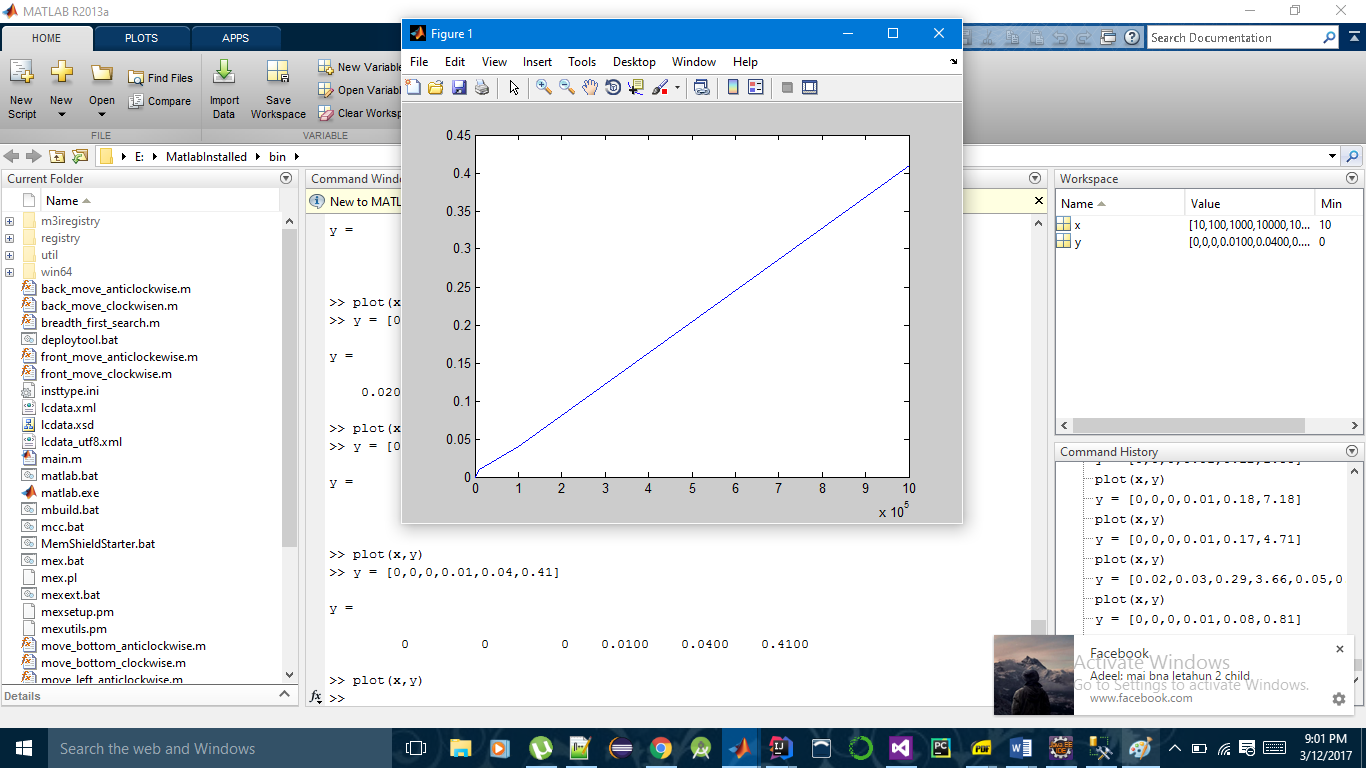 MATLAB R2013a
HOME
PLOTS
APPS
Search Documentation
New Script
New
Open
Find Files
Compare
Import Data
Save Workspace
New Variable
Open Variabl
Clear Worksp
FILE
VARIABLE
E:
MatlabInstalled
bin
Current Folder
Name
m3iregistry
registry
util
win64
back_move_anticlockwise.m
back_move_clockwisen.m
breadth_first_search.m
deploytool.bat
front_move_anticlockewise.m
front_move_clockwise.m
insttype.ini
lcdata.xml
lcdata.xsd
lcdata_utf8.xml
main.m
matlab.bat
matlab.exe
mbuild.bat
mcc.bat
MemShieldStarter.bat
mex.bat
mex.pl
mexext.bat
mexsetup.pm
mexutils.pm
move_bottom_anticlockwise.m
move_bottom_clockwise.m
move_left_anticlockwise.m
Details
Command Windo
New to MATL
y =
>> plot(x
>> y = [0
y =
0.020
>> plot(x
>> y = [0
y =
>> plot(x,y)
>> y = [0,0,0,0.01,0.04,0.41]
y =
0 0 0 0.0100 0.0400 0.4100
>> plot(x,y)
fx >>
Figure 1
File Edit View Insert Tools Desktop Window Help
0.45
0.4
0.35
0.3
0.25
0.2
0.15
0.1
0.05
0
0 1 2 3 4 5 6 7 8 9 10
x 10^5
Workspace
Name Value Min
x [10,100,1000,10000,10... 10
y [0,0,0,0.0100,0.0400,0.... 0
Command History
plot(x,y)
y = [0,0,0,0.01,0.18,7.18]
plot(x,y)
y = [0,0,0,0.01,0.17,4.71]
plot(x,y)
y = [0.02,0.03,0.29,3.66,0.05,0
plot(x,y)
y = [0,0,0,0.01,0.08,0.81]
Facebook
Adeel: mai bna letahun 2 child
www.facebook.com
Activate Windows
Go to Settings to activate Windows.
Search the web and Windows
9:01 PM
3/12/2017